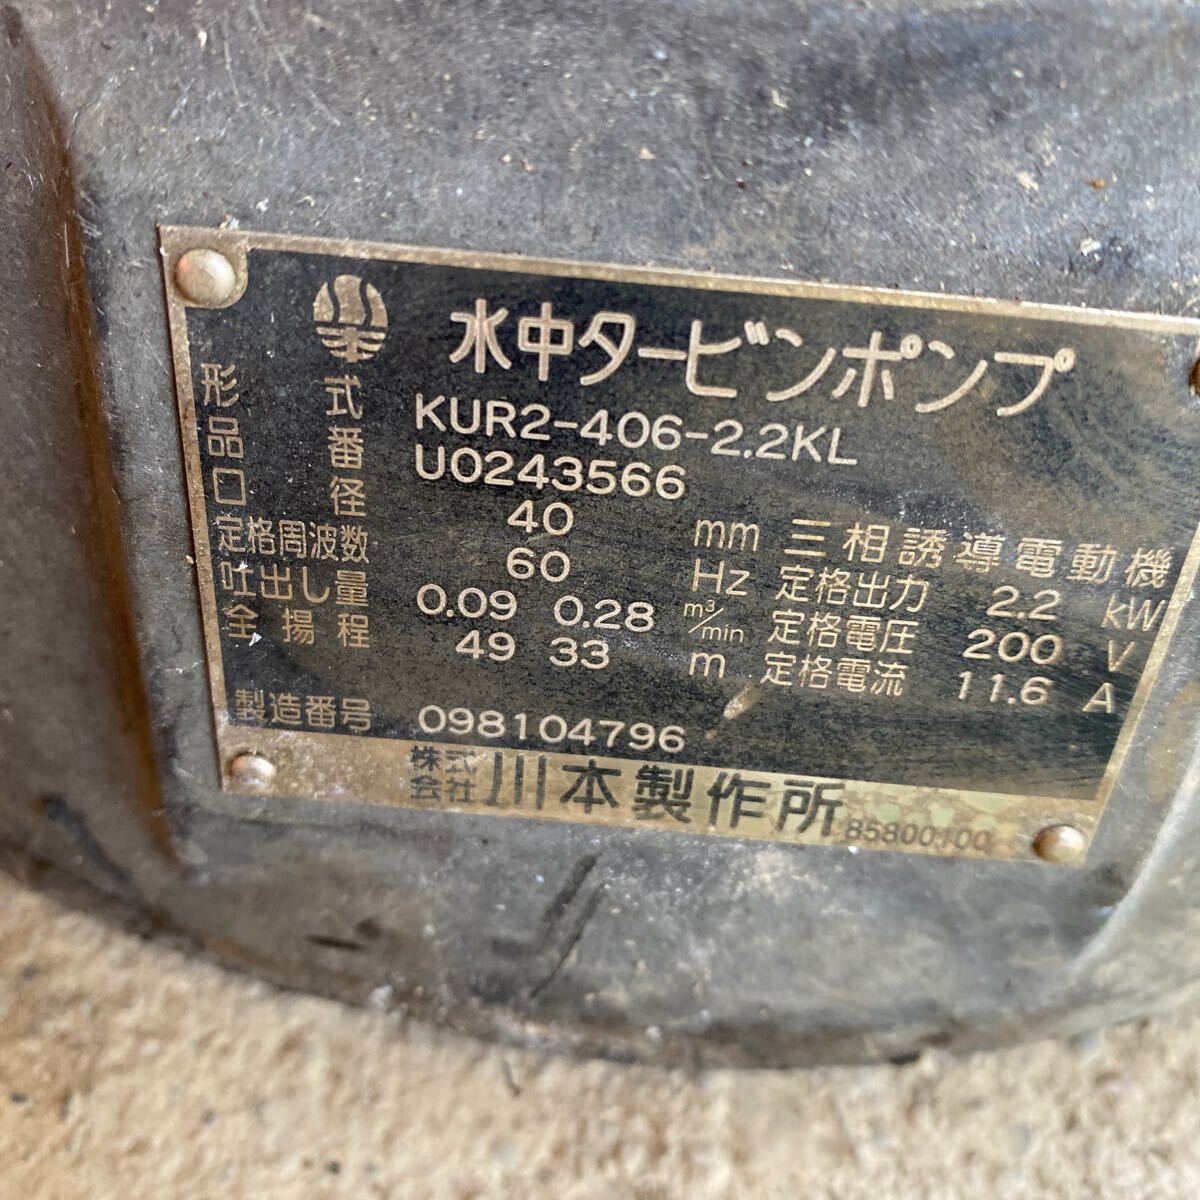 水中タービンポンプ
形式 KUR2-406-2.2KL
品番 U0243566
口径 40 mm 三相誘導電動機
定格周波数 60 Hz 定格出力 2.2 kW
吐出し量 0.09 0.28 m³/min 定格電圧 200 V
全揚程 49 33 m 定格電流 11.6 A
製造番号 098104796
株式会社 川本製作所 85800100